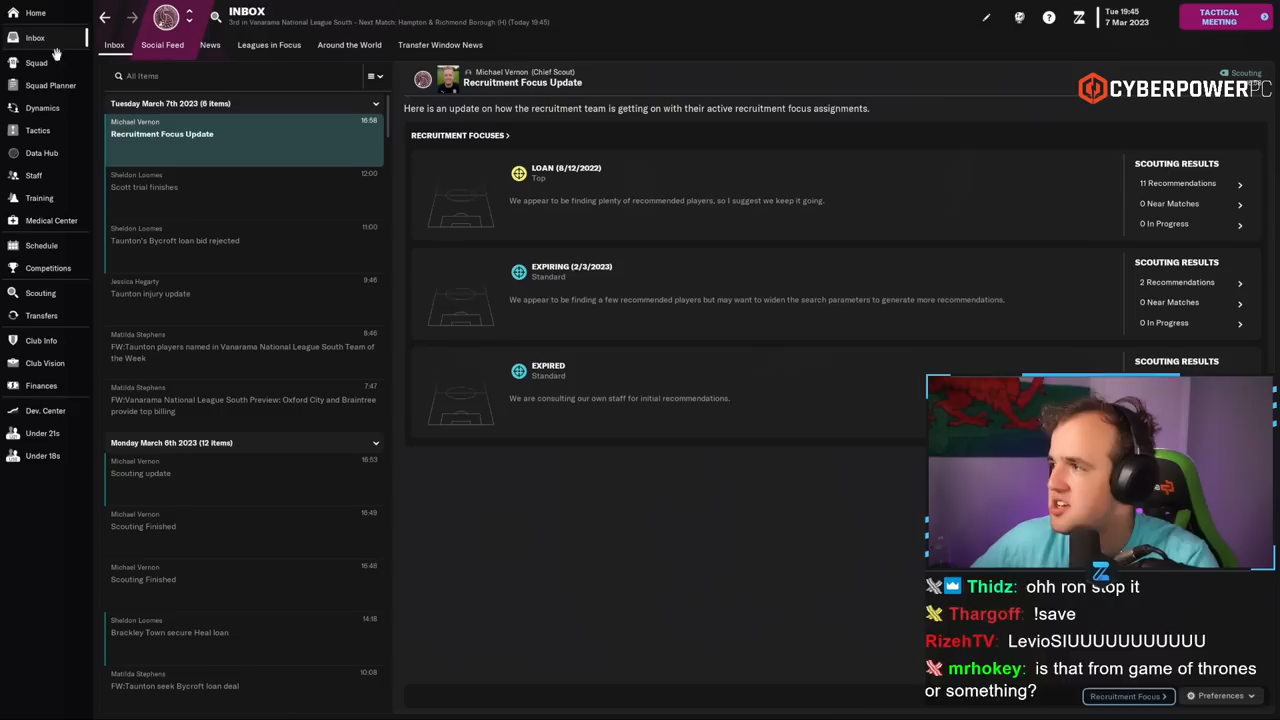 Home
Inbox
Squad
Squad Planner
Dynamics
Tactics
Data Hub
Staff
Training
Medical Center
Schedule
Competitions
Scouting
Transfers
Club Info
Club Vision
Finances
Dev. Center
Under 21s
Under 18s
INBOX
3rd in Vanarama National League South - Next Match: Hampton & Richmond Borough (H) (Today 19:45)
Tue 19:45
7 Mar 2023
TACTICAL
MEETING
Inbox
Social Feed
News
Leagues in Focus
Around the World
Transfer Window News
All Items
Tuesday March 7th 2023 (6 items)
Michael Vernon 16:58
Recruitment Focus Update
Sheldon Loomes 12:00
Scott trial finishes
Sheldon Loomes 11:00
Taunton's Bycroft loan bid rejected
Jessica Hegarty 9:46
Taunton injury update
Matilda Stephens 8:46
FW:Taunton players named in Vanarama National League South Team of
the Week
Matilda Stephens 7:47
FW:Vanarama National League South Preview: Oxford City and Braintree
provide top billing
Monday March 6th 2023 (12 items)
Michael Vernon 16:53
Scouting update
Michael Vernon 16:49
Scouting Finished
Michael Vernon 16:48
Scouting Finished
Sheldon Loomes 14:18
Brackley Town secure Heal loan
Matilda Stephens 10:08
FW:Taunton seek Bycroft loan deal
Michael Vernon (Chief Scout)
Recruitment Focus Update
Scouting
CYBERPOWERPC
Here is an update on how the recruitment team is getting on with their active recruitment focus assignments.
RECRUITMENT FOCUSES >
LOAN (8/12/2022)
Top
We appear to be finding plenty of recommended players, so I suggest we keep it going.
SCOUTING RESULTS
11 Recommendations
0 Near Matches
0 In Progress
EXPIRING (2/3/2023)
Standard
We appear to be finding a few recommended players but may want to widen the search parameters to generate more recommendations.
SCOUTING RESULTS
2 Recommendations
0 Near Matches
0 In Progress
EXPIRED
Standard
We are consulting our own staff for initial recommendations.
SCOUTING RESULTS
Thidz: ohh ron stop it
Thargoff: !save
RizehTV: LevioSIUUUUUUUUUUU
mrhokey: is that from game of thrones
or something?
Recruitment Focus >
Preferences